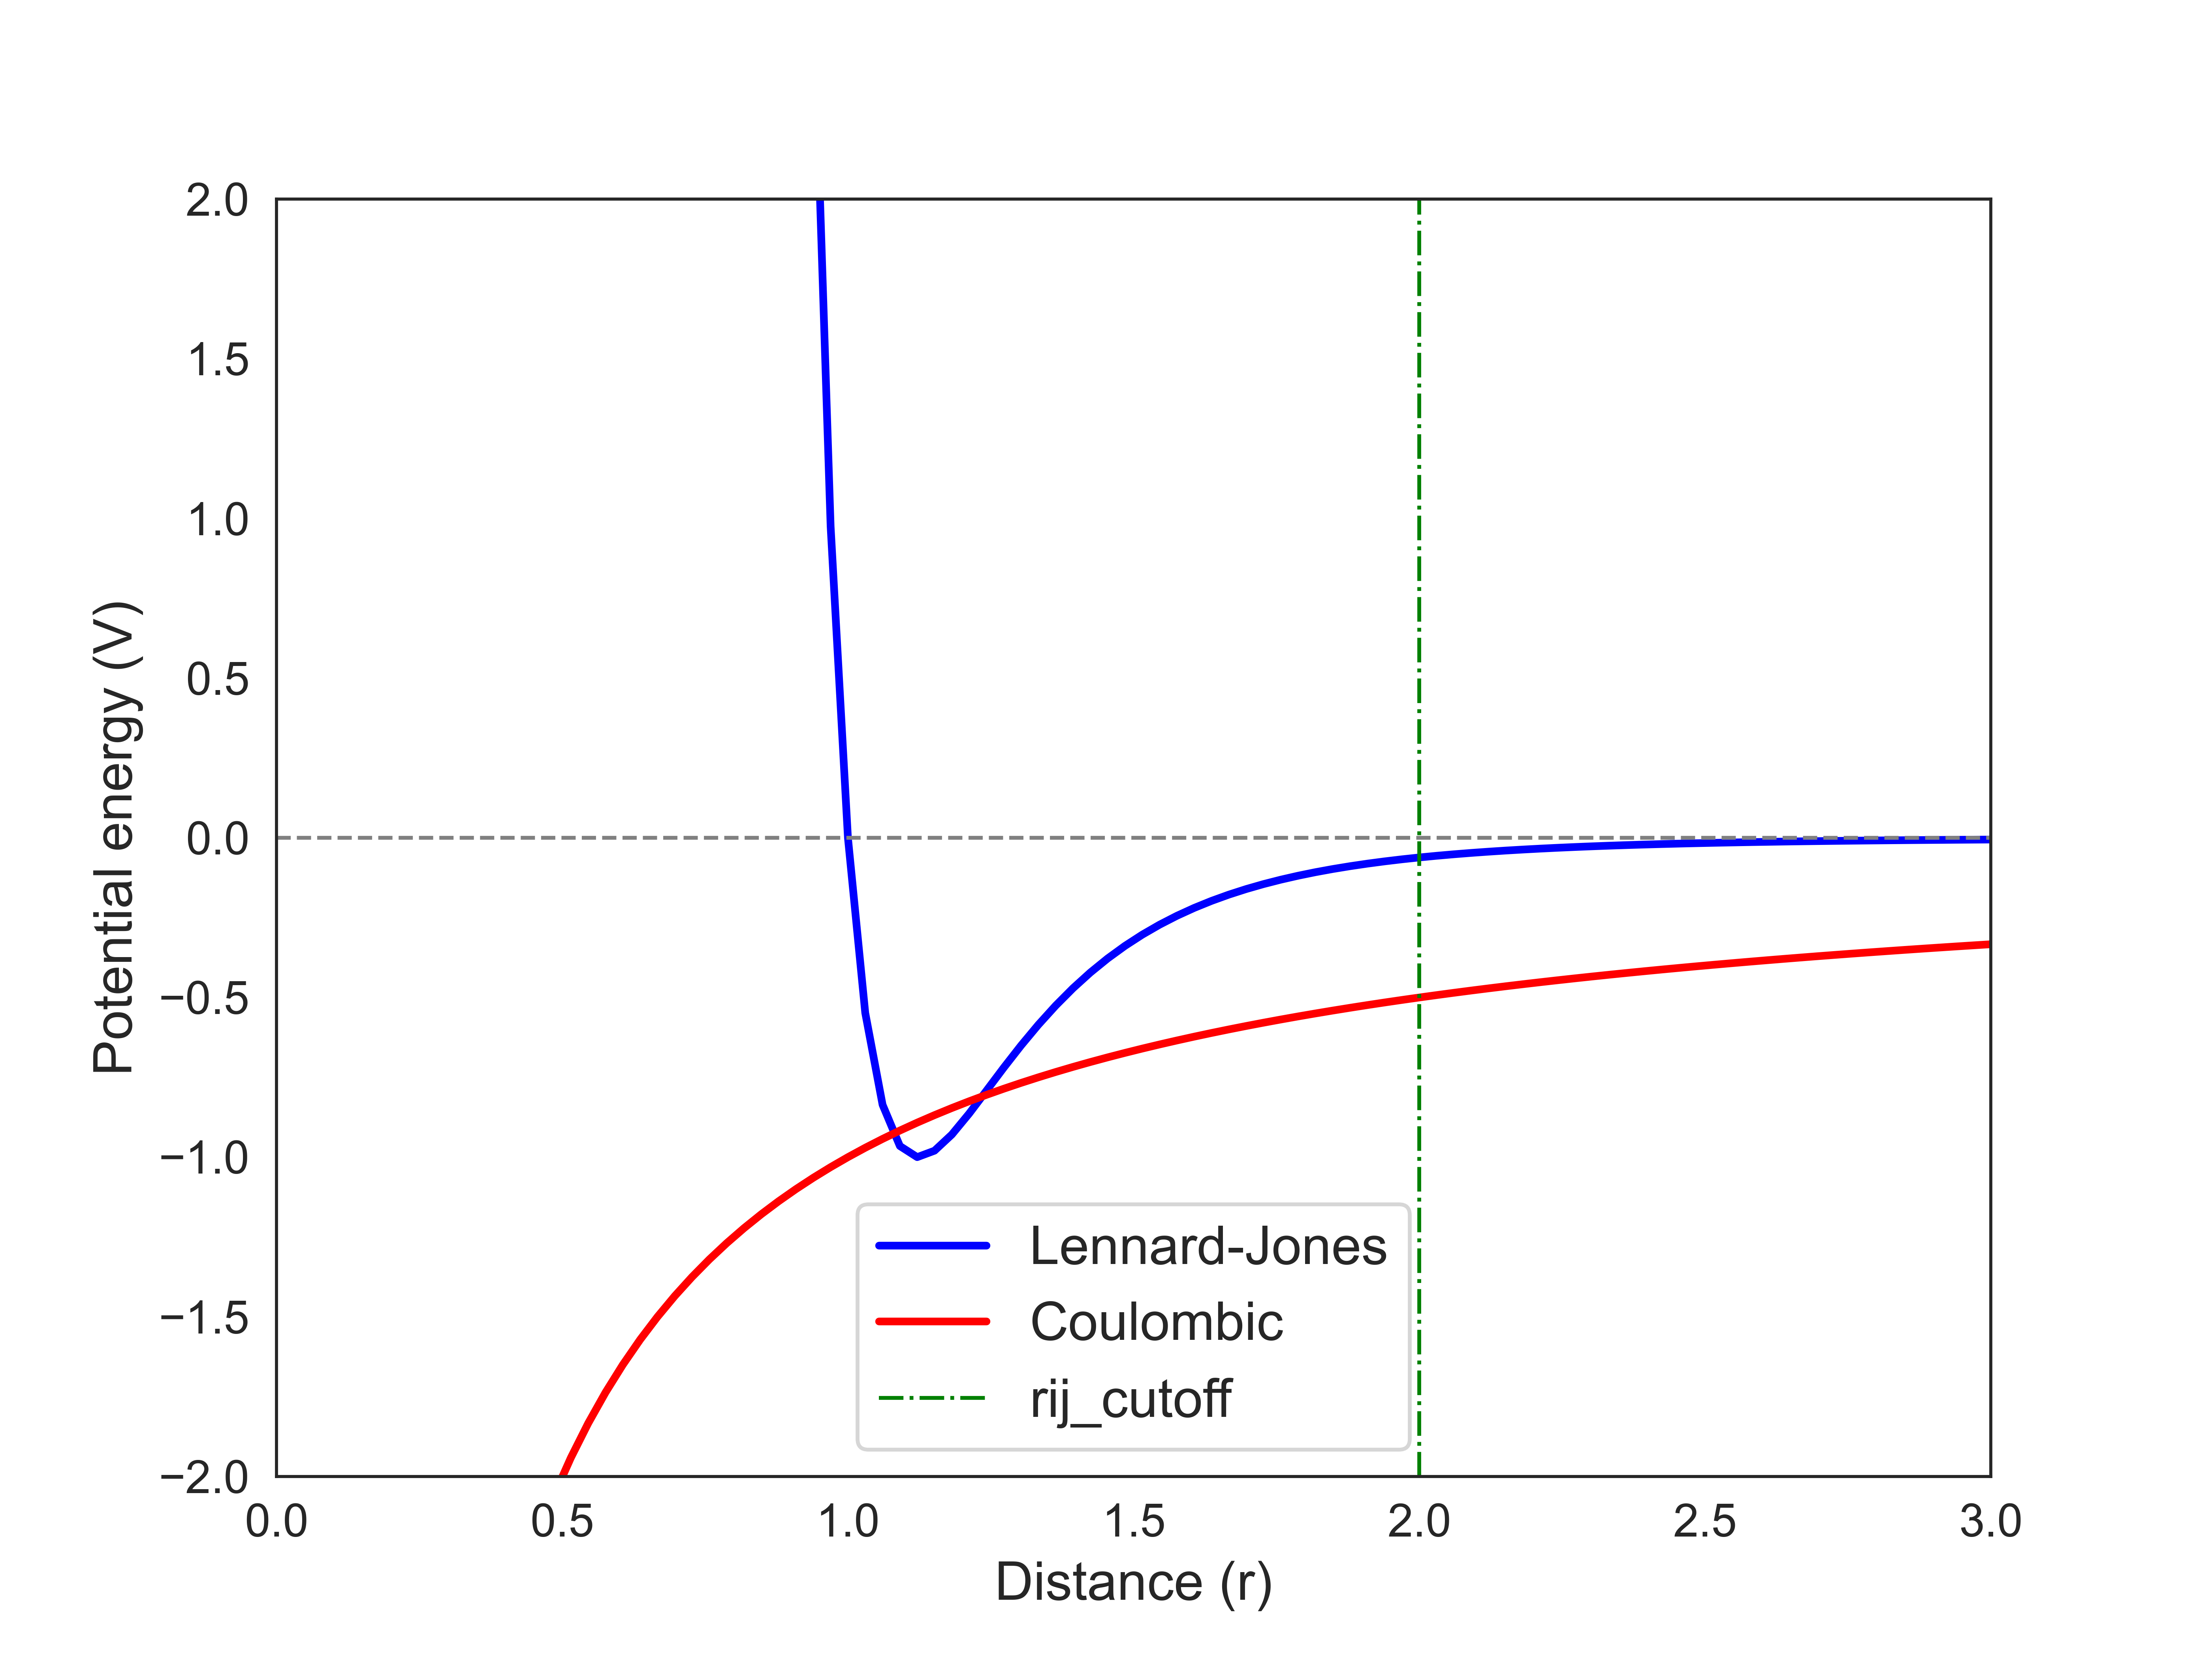 2.0
1.5
1.0
0.5
0.0
−0.5
−1.0
−1.5
−2.0
Potential energy (V)
Lennard-Jones
Coulombic
rij_cutoff
0.0 0.5 1.0 1.5 2.0 2.5 3.0
Distance (r)